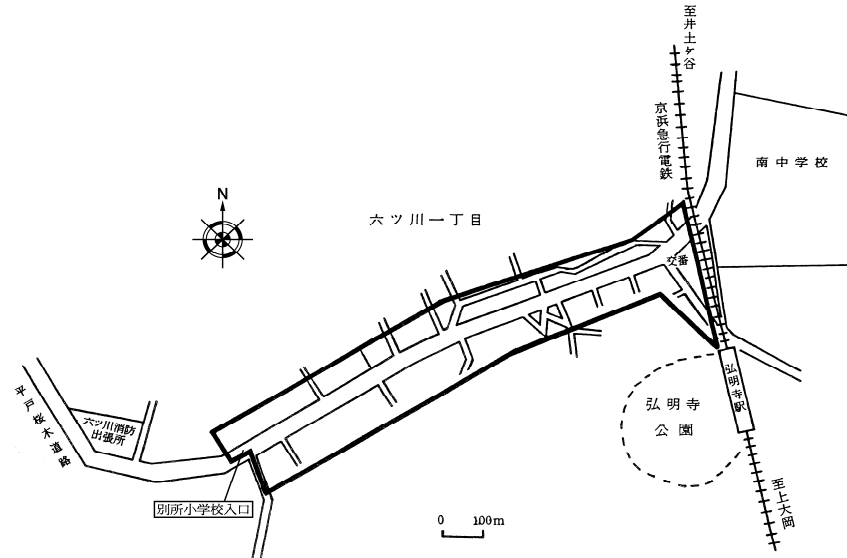 至井土ヶ谷
京浜急行電鉄
南中学校
N
六ツ川一丁目
交番
平戸桜木道路
六ツ川消防
出張所
弘明寺駅
弘明寺
公園
別所小学校入口
0 100m
至上大岡